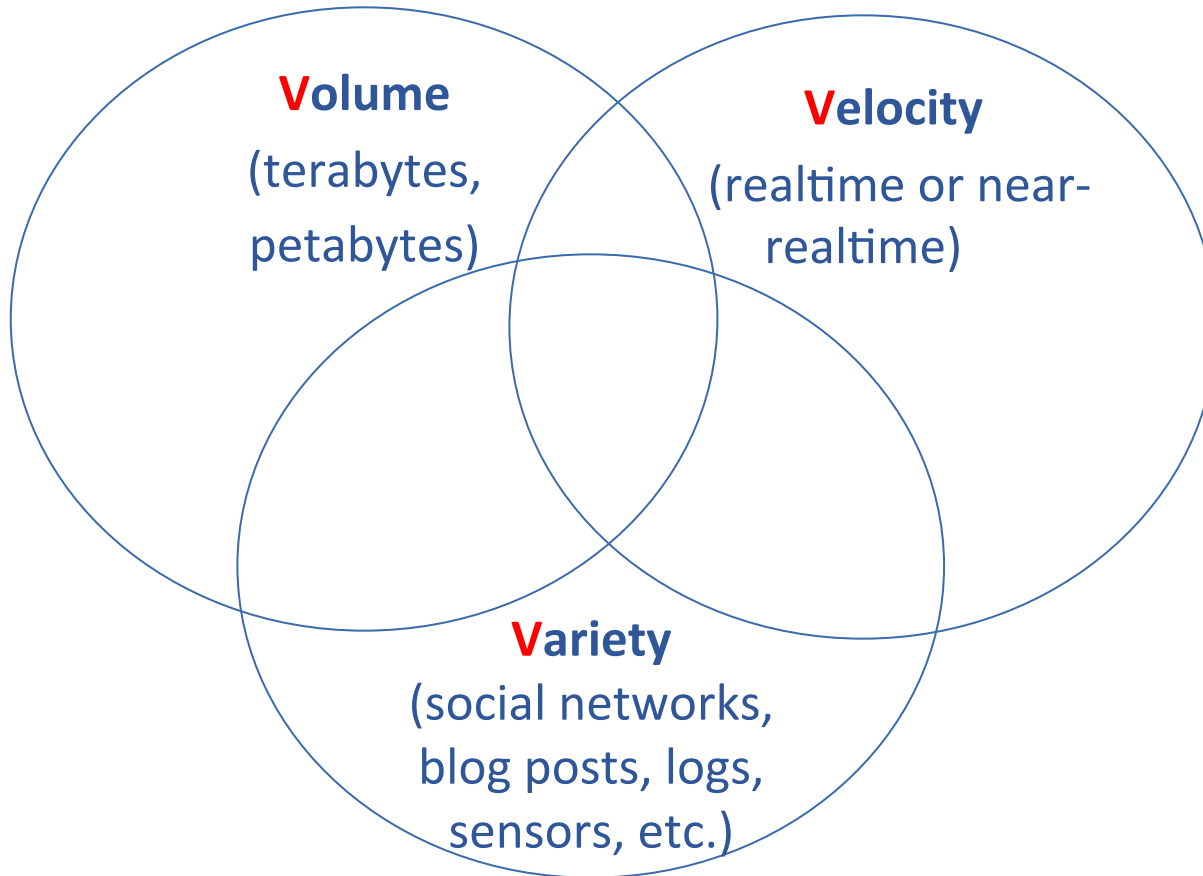 Volume
(terabytes,
petabytes)
Velocity
(realtime or near-
realtime)
Variety
(social networks,
blog posts, logs,
sensors, etc.)